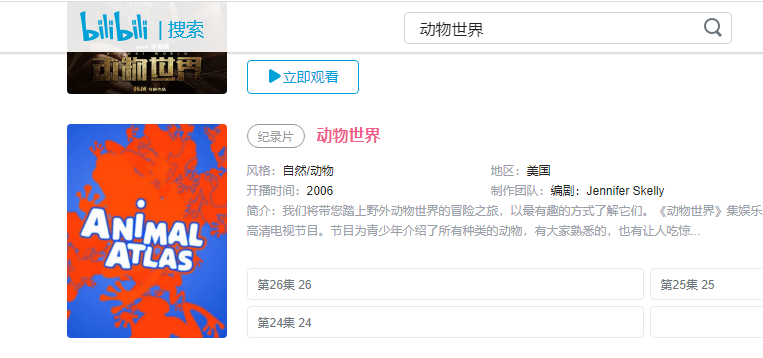 bilibili | 搜索
动物世界
动物世界
立即观看
纪录片 动物世界
风格：自然/动物 地区：美国
开播时间：2006 制作团队：编剧：Jennifer Skelly
简介：我们将带您踏上野外动物世界的冒险之旅，以最有趣的方式了解它们。《动物世界》集娱乐
高清电视节目。节目为青少年介绍了所有种类的动物，有大家熟悉的，也有让人吃惊...
ANiMAL
ATLAS
第26集 26 第25集 25
第24集 24